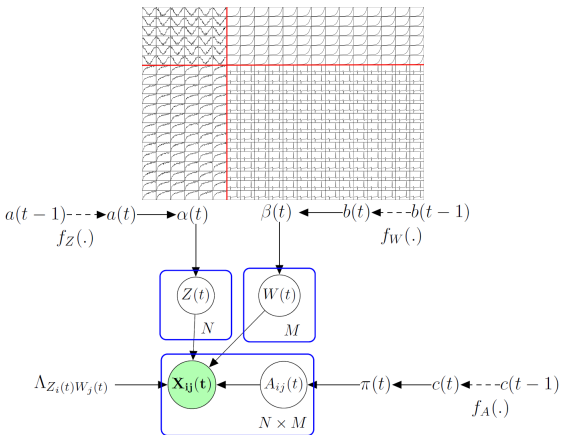 a(t−1) a(t) α(t) β(t) b(t) b(t−1)
f_Z(.) f_W(.)
Z(t) W(t)
N M
Λ_{Z_i(t)W_j(t)} X_ij(t) A_ij(t) π(t) c(t) c(t−1)
f_A(.)
N × M